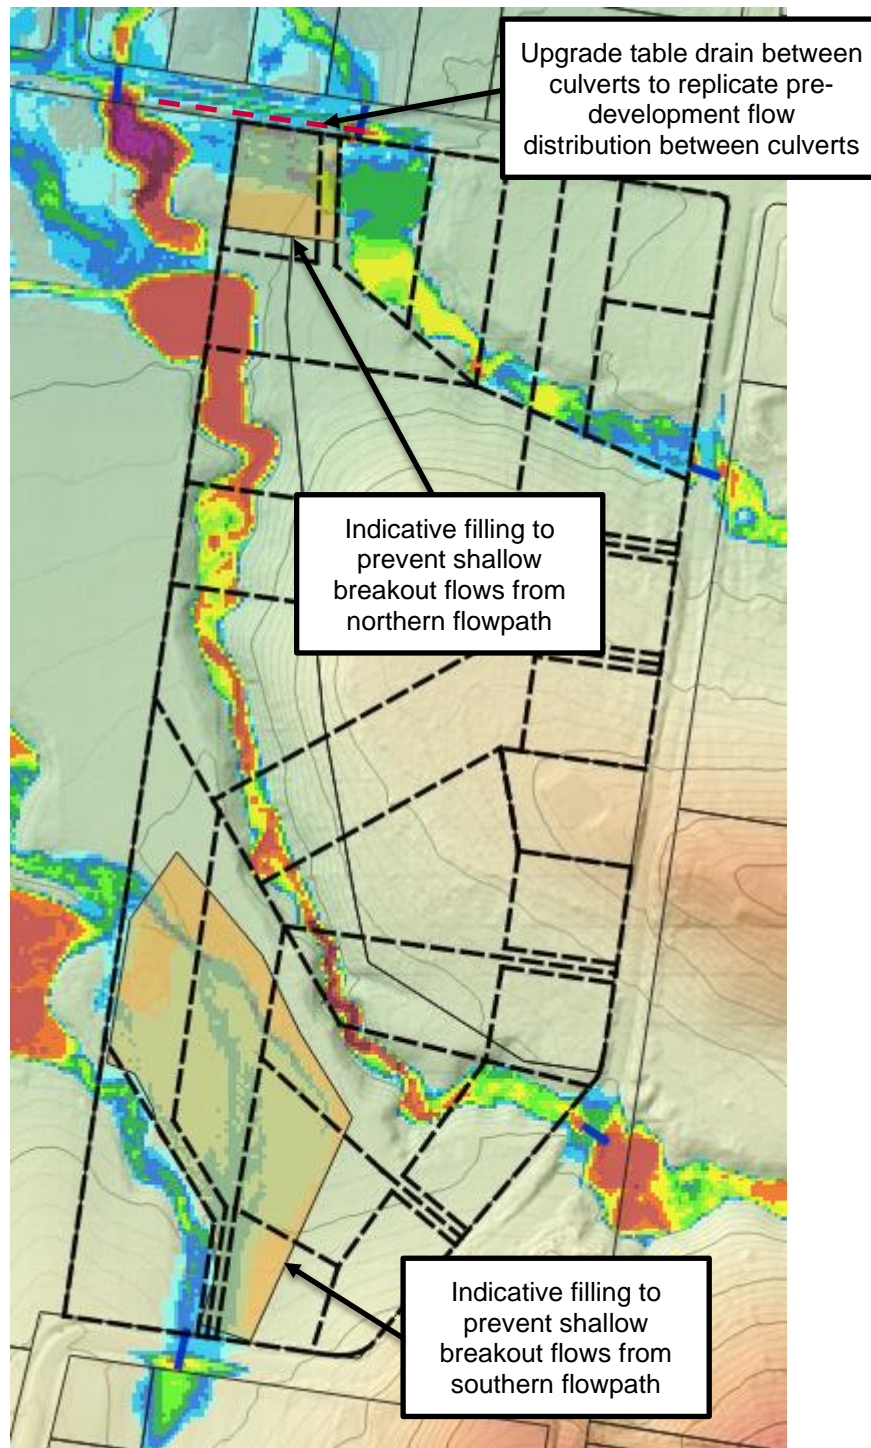 Upgrade table drain between
culverts to replicate pre-
development flow
distribution between culverts
Indicative filling to
prevent shallow
breakout flows from
northern flowpath
Indicative filling to
prevent shallow
breakout flows from
southern flowpath